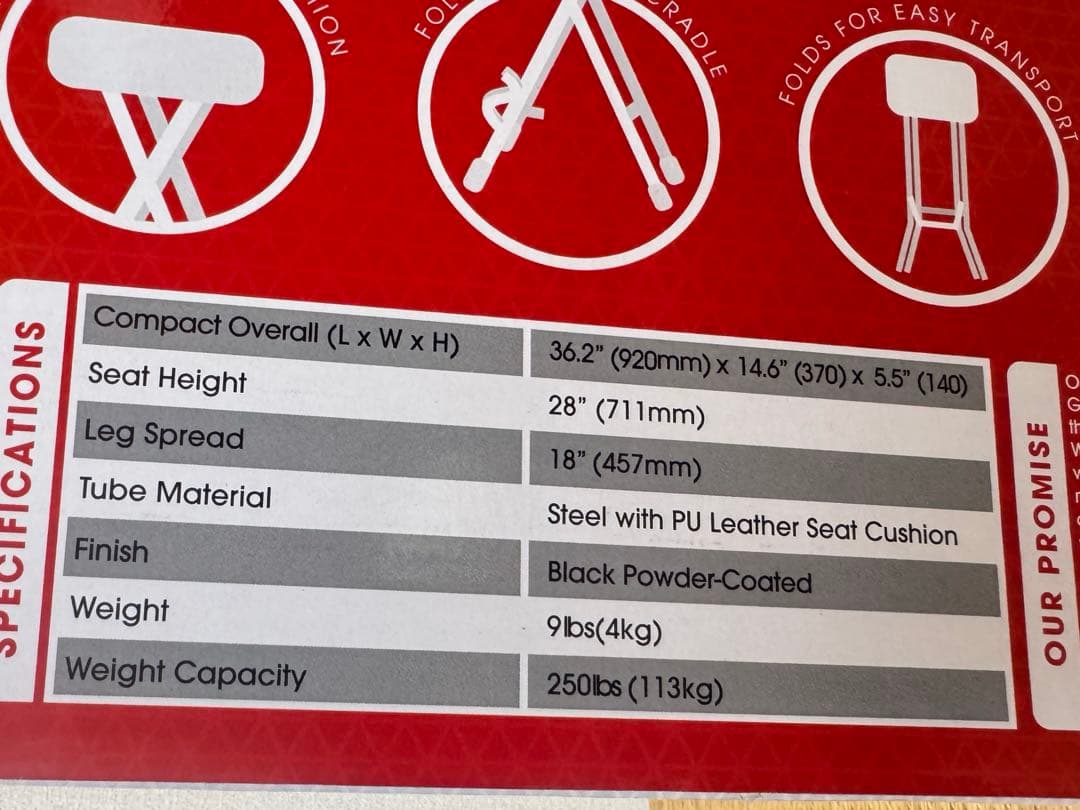 FOLDS FOR EASY TRANSPORT
SPECIFICATIONS
Compact Overall (L x W x H) 36.2” (920mm) x 14.6” (370) x 5.5” (140)
Seat Height 28” (711mm)
Leg Spread 18” (457mm)
Tube Material Steel with PU Leather Seat Cushion
Finish Black Powder-Coated
Weight 9lbs(4kg)
Weight Capacity 250lbs (113kg)
OUR PROMISE